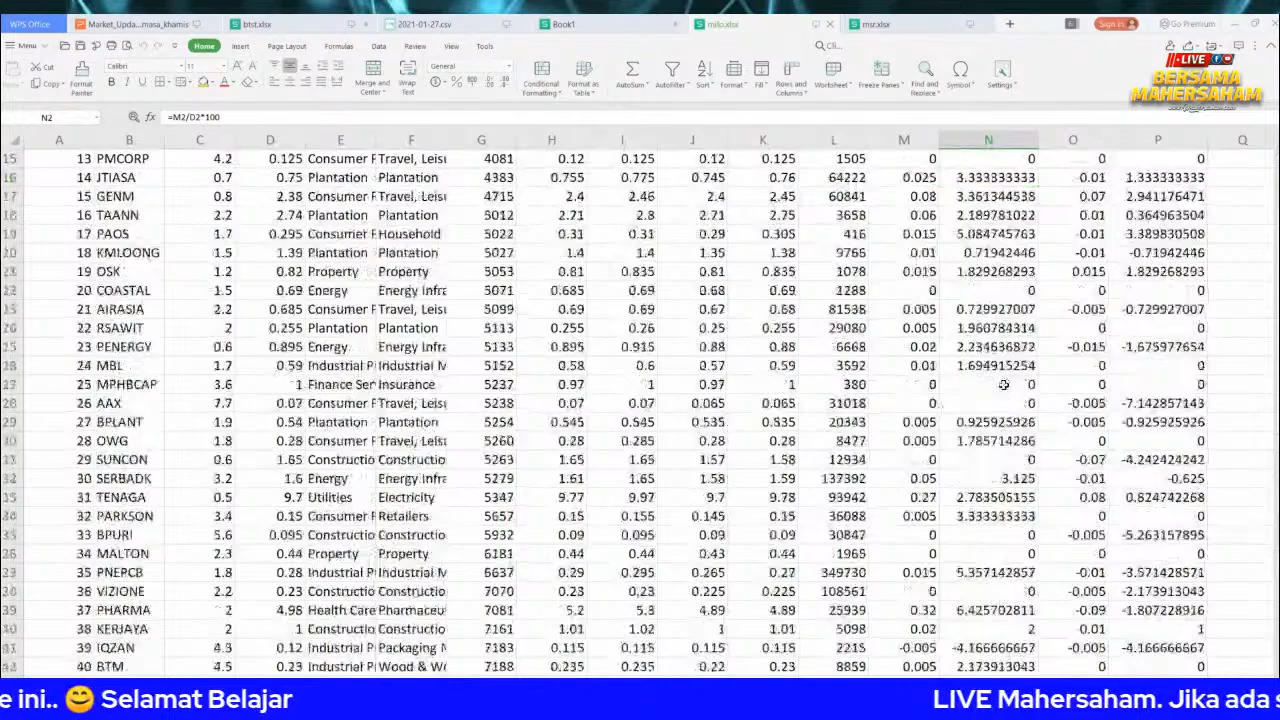 WPS Office Market_Upda...masa_khamis btst.xlsx 2021-01-27.csv Book1 milo.xlsx msr.xlsx + Sign in Go Premium
Menu Home Insert Page Layout Formulas Data Review View Tools Cli...
Cut Copy Format Painter Calibri 11 B I U Merge and Center Wrap Text General Conditional Formatting Format as Table AutoSum AutoFilter Sort Format Fill Rows and Columns Worksheet Freeze Panes Find and Replace Symbol Settings
LIVE
BERSAMA
MAHERSAHAM
N2 fx =M2/D2*100
A B C D E F G H I J K L M N O P Q
15 13 PMCORP 4.2 0.125 Consumer P Travel, Leisu 4081 0.12 0.125 0.12 0.125 1505 0 0 0 0
16 14 JTIASA 0.7 0.75 Plantation Plantation 4383 0.755 0.775 0.745 0.76 64222 0.025 3.333333333 -0.01 1.333333333
17 15 GENM 0.8 2.38 Consumer P Travel, Leisu 4715 2.4 2.46 2.4 2.45 60841 0.08 3.361344538 0.07 2.941176471
16 TAANN 2.2 2.74 Plantation Plantation 5012 2.71 2.8 2.71 2.75 3658 0.06 2.189781022 0.01 0.364963504
17 PAOS 1.7 0.295 Consumer P Household 5022 0.31 0.31 0.29 0.305 416 0.015 5.084745763 0.01 3.389830508
18 KMLOONG 1.5 1.39 Plantation Plantation 5027 1.4 1.4 1.35 1.38 9766 0.01 0.71942446 -0.01 -0.71942446
19 OSK 1.2 0.82 Property Property 5053 0.81 0.835 0.81 0.835 1078 0.015 1.829268293 0.015 1.829268293
20 COASTAL 1.5 0.69 Energy Energy Infra 5071 0.685 0.69 0.68 0.69 1288 0 0 0 0
21 AIRASIA 2.2 0.685 Consumer P Travel, Leisu 5099 0.69 0.69 0.67 0.68 81538 0.005 0.729927007 -0.005 -0.729927007
22 RSAWIT 2 0.255 Plantation Plantation 5113 0.255 0.26 0.25 0.255 29080 0.005 1.960784314 0 0
23 PENERGY 0.6 0.895 Energy Energy Infra 5133 0.895 0.915 0.88 0.88 6668 0.02 2.234636872 -0.015 -1.675977654
24 MBL 1.7 0.59 Industrial P Industrial M 5152 0.58 0.6 0.57 0.59 3592 0.01 1.694915254 0 0
25 MPHBCAP 3.6 1 Finance Ser Insurance 5237 0.97 1 0.97 1 380 0 0 0 0
26 AAX 7.7 0.07 Consumer P Travel, Leisu 5238 0.07 0.07 0.065 0.065 31018 0 0 -0.005 -7.142857143
27 BPLANT 1.9 0.54 Plantation Plantation 5254 0.545 0.545 0.535 0.535 20343 0.005 0.925925926 -0.005 -0.925925926
28 OWG 1.8 0.28 Consumer P Travel, Leisu 5260 0.28 0.285 0.28 0.28 8477 0.005 1.785714286 0 0
29 SUNCON 0.6 1.65 Constructio Constructio 5263 1.65 1.65 1.57 1.58 12934 0 0 -0.07 -4.242424242
30 SERBADK 3.2 1.6 Energy Energy Infra 5279 1.61 1.65 1.58 1.59 137392 0.05 3.125 -0.01 -0.625
31 TENAGA 0.5 9.7 Utilities Electricity 5347 9.77 9.97 9.7 9.78 93942 0.27 2.783505155 0.08 0.824742268
32 PARKSON 3.4 0.15 Consumer P Retailers 5657 0.15 0.155 0.145 0.15 36088 0.005 3.333333333 0 0
33 BPURI 5.6 0.095 Constructio Constructio 5932 0.09 0.095 0.09 0.09 30847 0 0 -0.005 -5.263157895
34 MALTON 2.3 0.44 Property Property 6181 0.44 0.44 0.43 0.44 1965 0 0 0 0
35 PNEPCB 1.8 0.28 Industrial P Industrial M 6637 0.29 0.295 0.265 0.27 349730 0.015 5.357142857 -0.01 -3.571428571
36 VIZIONE 2.2 0.23 Constructio Constructio 7070 0.23 0.23 0.225 0.225 108561 0 0 -0.005 -2.173913043
37 PHARMA 2 4.98 Health Care Pharmaceu 7081 5.2 5.3 4.89 4.89 25939 0.32 6.425702811 -0.09 -1.807228916
38 KERJAYA 2 1 Constructio Constructio 7161 1.01 1.02 1 1.01 5098 0.02 2 -0.01 1
39 IQZAN 4.3 0.12 Industrial P Packaging M 7183 0.115 0.115 0.115 0.115 2215 -0.005 -4.166666667 -0.005 -4.166666667
40 BTM 4.5 0.23 Industrial P Wood & Wo 7188 0.235 0.235 0.22 0.23 8859 0.005 2.173913043 0 0
e ini.. 😊 Selamat Belajar LIVE Mahersaham. Jika ada s